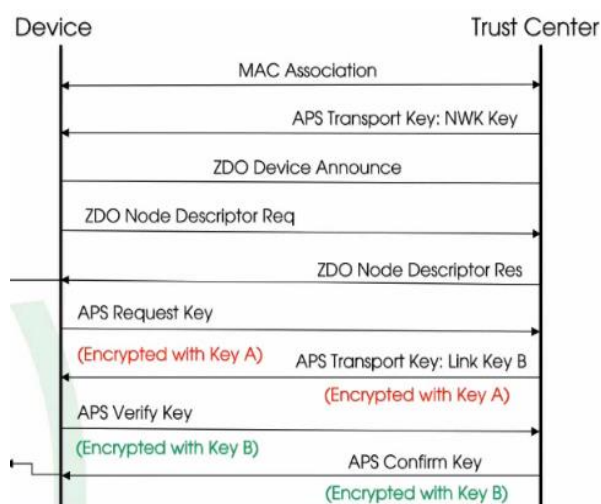 Device Trust Center
MAC Association
APS Transport Key: NWK Key
ZDO Device Announce
ZDO Node Descriptor Req
ZDO Node Descriptor Res
APS Request Key
(Encrypted with Key A)
APS Transport Key: Link Key B
(Encrypted with Key A)
APS Verify Key
(Encrypted with Key B)
APS Confirm Key
(Encrypted with Key B)